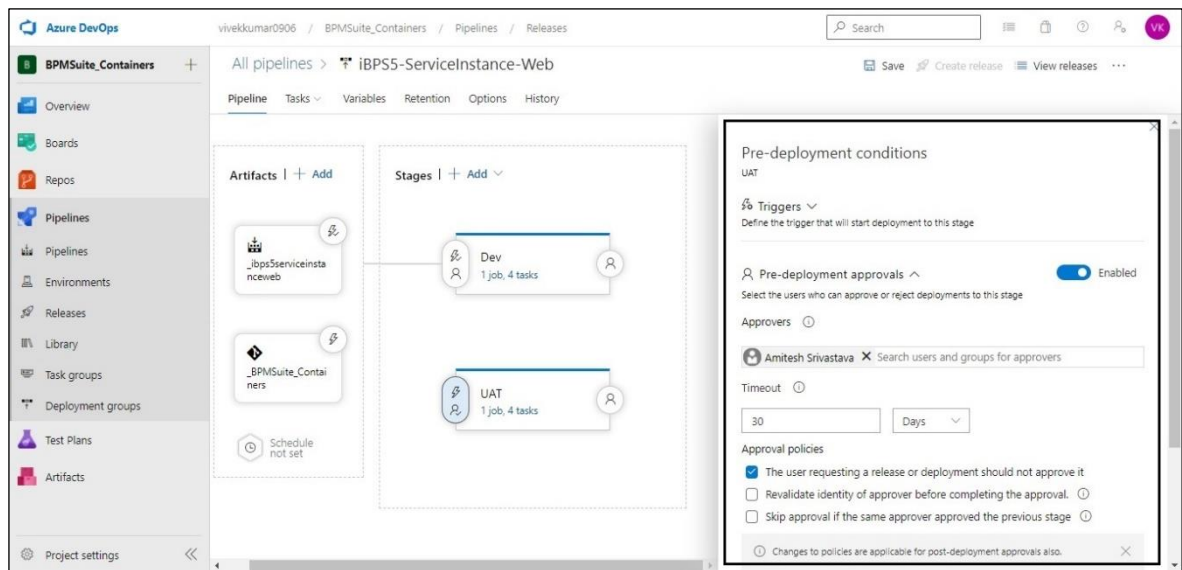 Azure DevOps
vivekkumar0906 / BPMSuite_Containers / Pipelines / Releases
Search
VK
B BPMSuite_Containers
Overview
Boards
Repos
Pipelines
Pipelines
Environments
Releases
Library
Task groups
Deployment groups
Test Plans
Artifacts
Project settings
All pipelines > iBPS5-ServiceInstance-Web
Save Create release View releases
Pipeline Tasks Variables Retention Options History
Artifacts | + Add
_ibps5serviceinsta
nceweb
_BPMSuite_Contai
ners
Schedule
not set
Stages | + Add
Dev
1 job, 4 tasks
UAT
1 job, 4 tasks
Pre-deployment conditions
UAT
Triggers
Define the trigger that will start deployment to this stage
Pre-deployment approvals Enabled
Select the users who can approve or reject deployments to this stage
Approvers
Amitesh Srivastava Search users and groups for approvers
Timeout
30 Days
Approval policies
The user requesting a release or deployment should not approve it
Revalidate identity of approver before completing the approval.
Skip approval if the same approver approved the previous stage
Changes to policies are applicable for post-deployment approvals also.